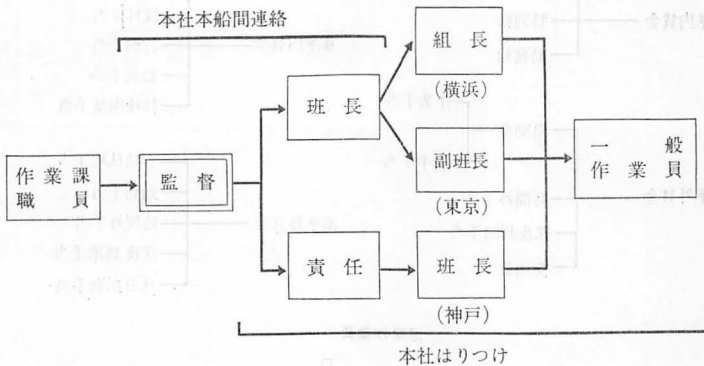 本社本船間連絡
組長
(横浜)
班長
作業課
職員
監督
副班長
(東京)
一般
作業員
責任
班長
(神戸)
本社はりつけ